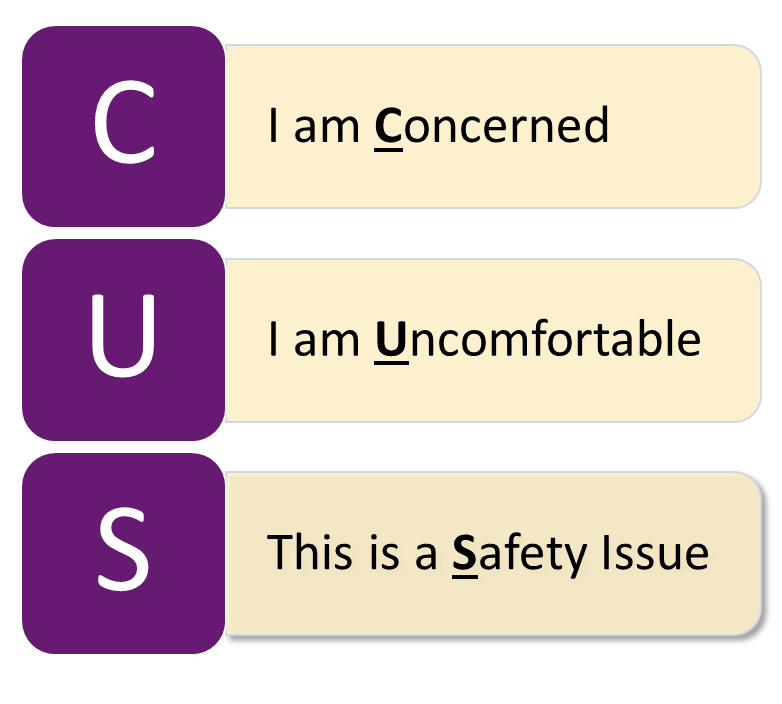 C
I am Concerned
U
I am Uncomfortable
S
This is a Safety Issue